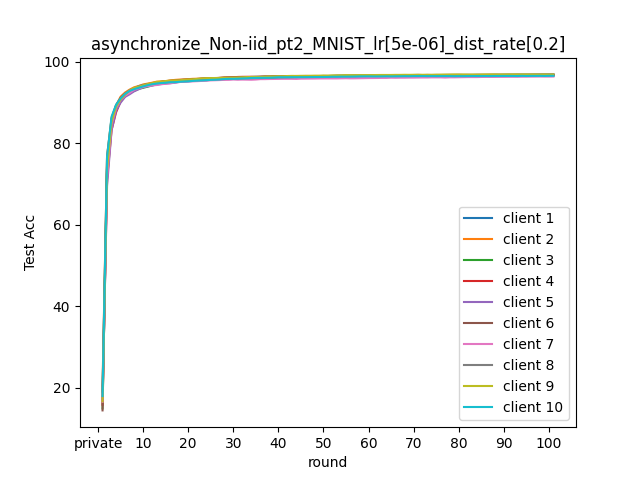 asynchronize_Non-iid_pt2_MNIST_lr[5e-06]_dist_rate[0.2]
100
80
60
40
20
Test Acc
client 1
client 2
client 3
client 4
client 5
client 6
client 7
client 8
client 9
client 10
private 10 20 30 40 50 60 70 80 90 100
round